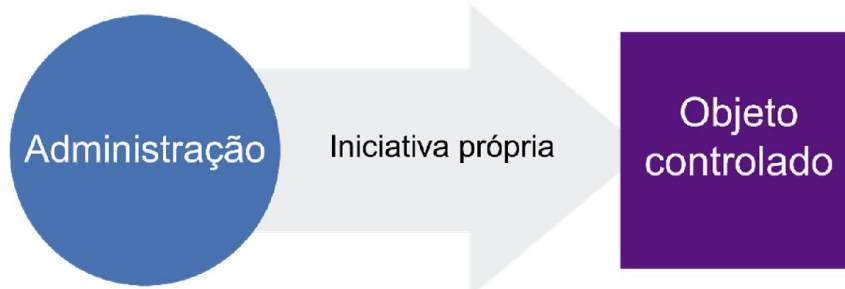 Administração
Iniciativa própria
Objeto
controlado